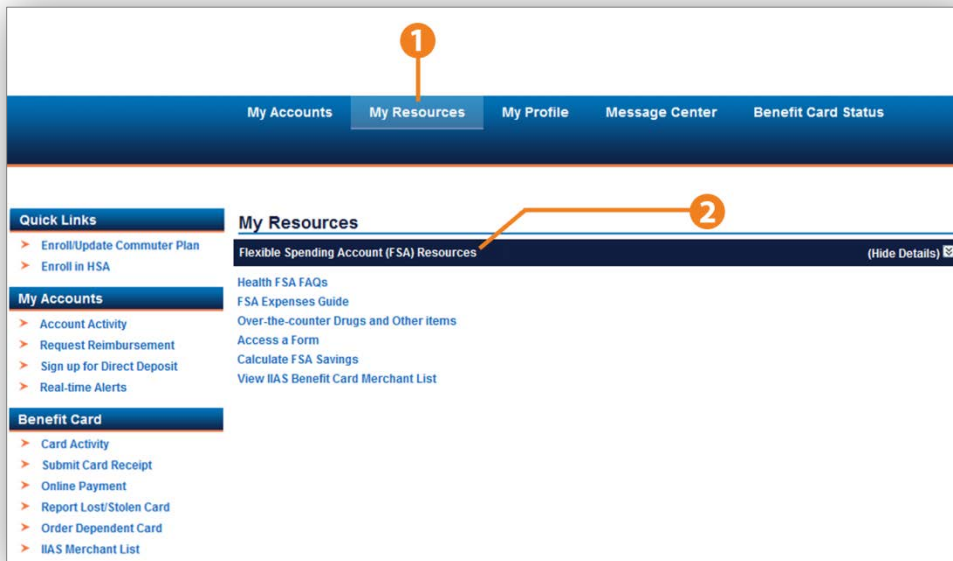 1
My Accounts My Resources My Profile Message Center Benefit Card Status
2
Quick Links
Enroll/Update Commuter Plan
Enroll in HSA
My Accounts
Account Activity
Request Reimbursement
Sign up for Direct Deposit
Real-time Alerts
Benefit Card
Card Activity
Submit Card Receipt
Online Payment
Report Lost/Stolen Card
Order Dependent Card
IIAS Merchant List
My Resources
Flexible Spending Account (FSA) Resources (Hide Details)
Health FSA FAQs
FSA Expenses Guide
Over-the-counter Drugs and Other items
Access a Form
Calculate FSA Savings
View IIAS Benefit Card Merchant List